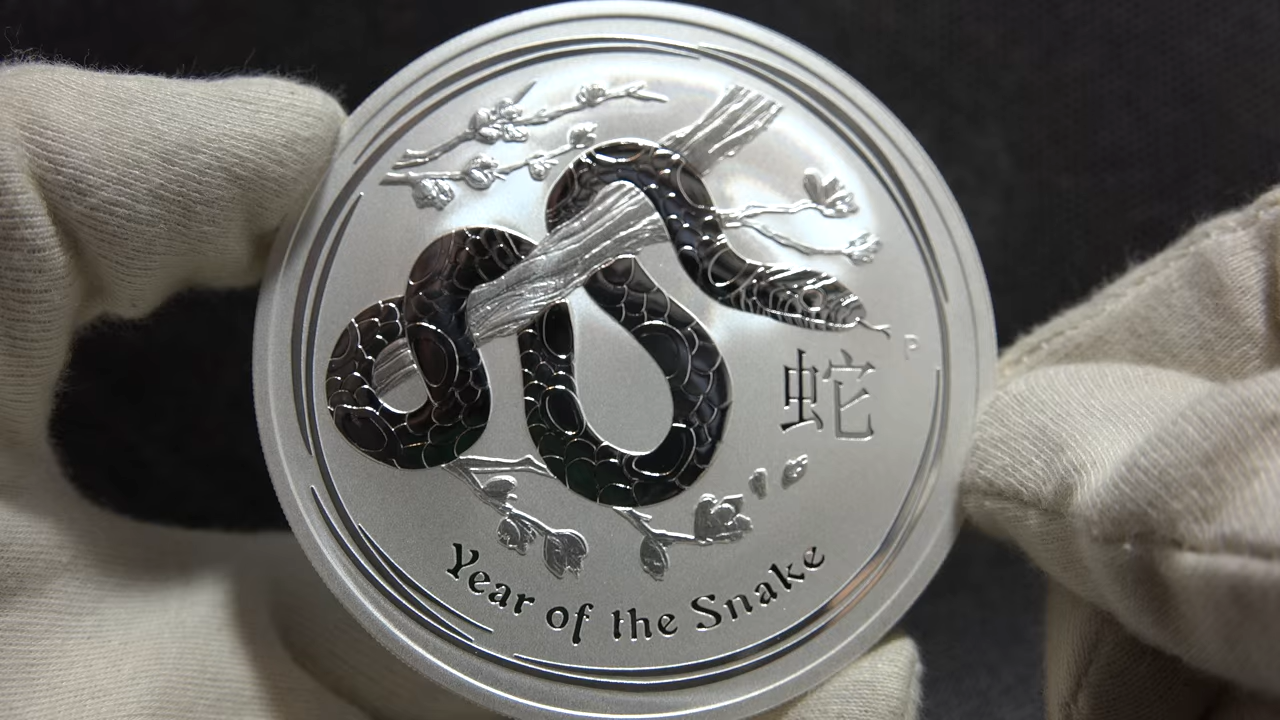 P
蛇
Year of the Snake